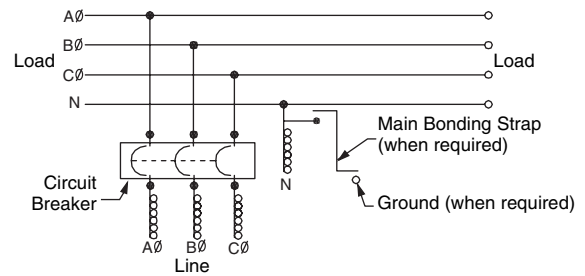 AØ
BØ
Load Load
CØ
N
Main Bonding Strap
(when required)
Circuit
Breaker
N
Ground (when required)
AØ BØ CØ
Line